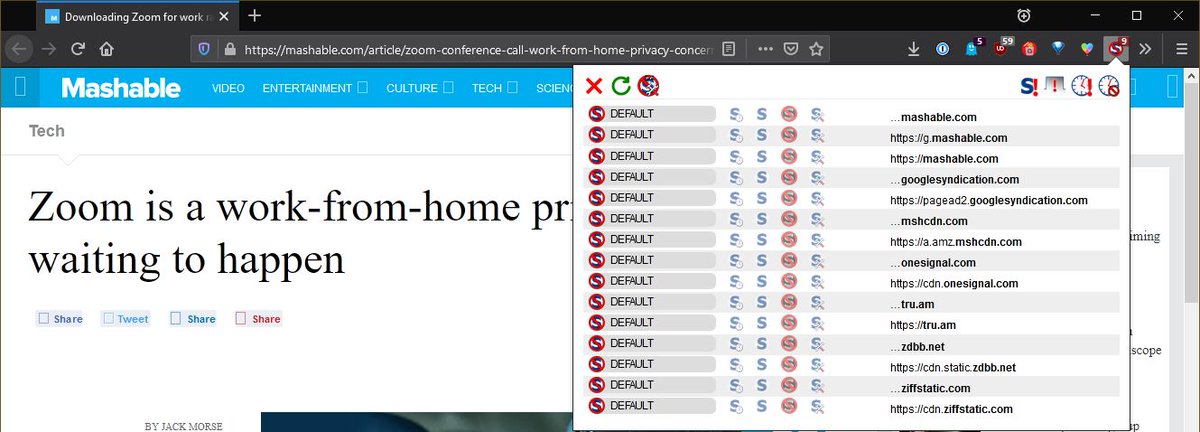 Downloading Zoom for work ra
https://mashable.com/article/zoom-conference-call-work-from-home-privacy-concern
5
59
9
Mashable
VIDEO
ENTERTAINMENT
CULTURE
TECH
SCIEN
Tech
Zoom is a work-from-home pri
waiting to happen
Share
Tweet
Share
Share
BY JACK MORSE
DEFAULT …mashable.com
DEFAULT https://g.mashable.com
DEFAULT https://mashable.com
DEFAULT …googlesyndication.com
DEFAULT https://pagead2.googlesyndication.com
DEFAULT …mshcdn.com
DEFAULT https://a.amz.mshcdn.com
DEFAULT …onesignal.com
DEFAULT https://cdn.onesignal.com
DEFAULT …tru.am
DEFAULT https://tru.am
DEFAULT …zdbb.net
DEFAULT https://cdn.static.zdbb.net
DEFAULT …ziffstatic.com
DEFAULT https://cdn.ziffstatic.com
iming
scope